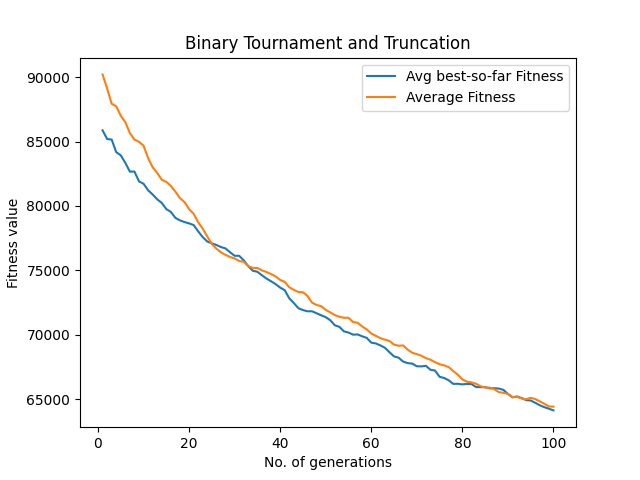 Binary Tournament and Truncation
Avg best-so-far Fitness
Average Fitness
Fitness value
90000
85000
80000
75000
70000
65000
0 20 40 60 80 100
No. of generations